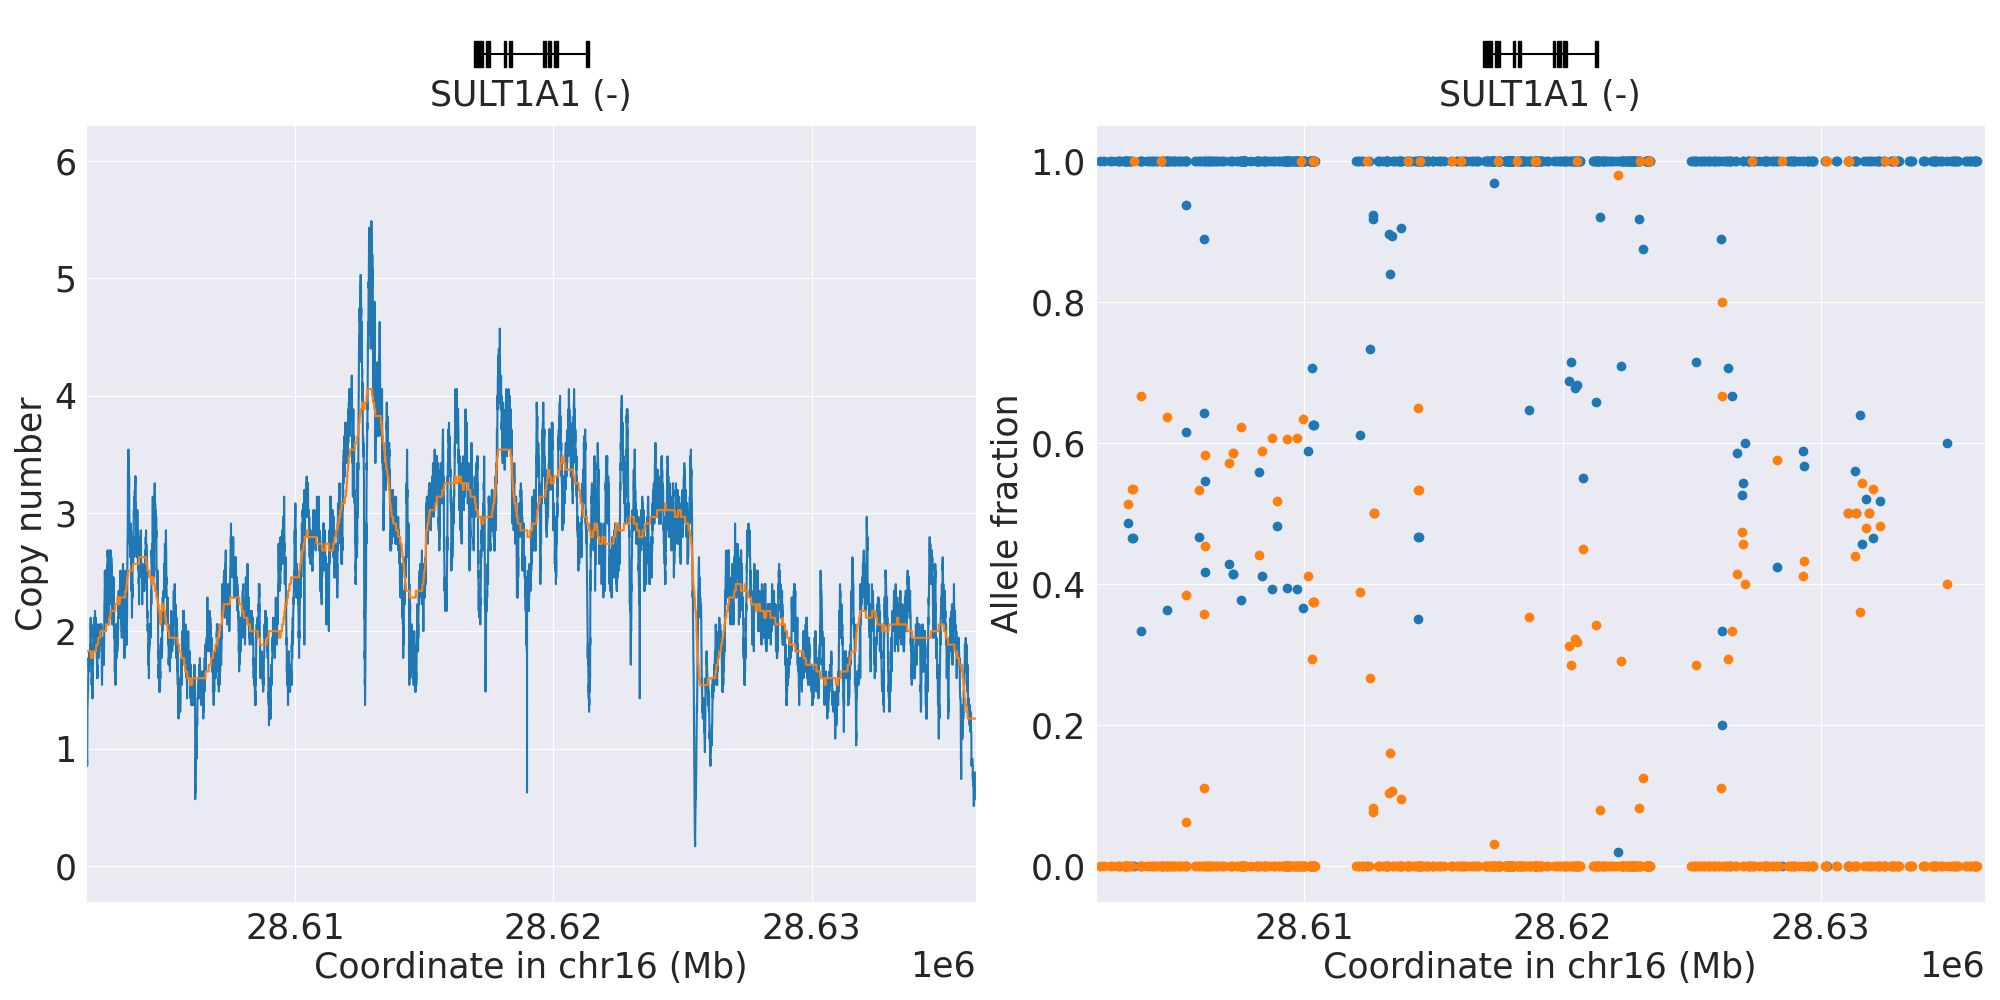 SULT1A1 (-)
Copy number
6
5
4
3
2
1
0
28.61
28.62
28.63
Coordinate in chr16 (Mb)
1e6
SULT1A1 (-)
Allele fraction
1.0
0.8
0.6
0.4
0.2
0.0
28.61
28.62
28.63
Coordinate in chr16 (Mb)
1e6